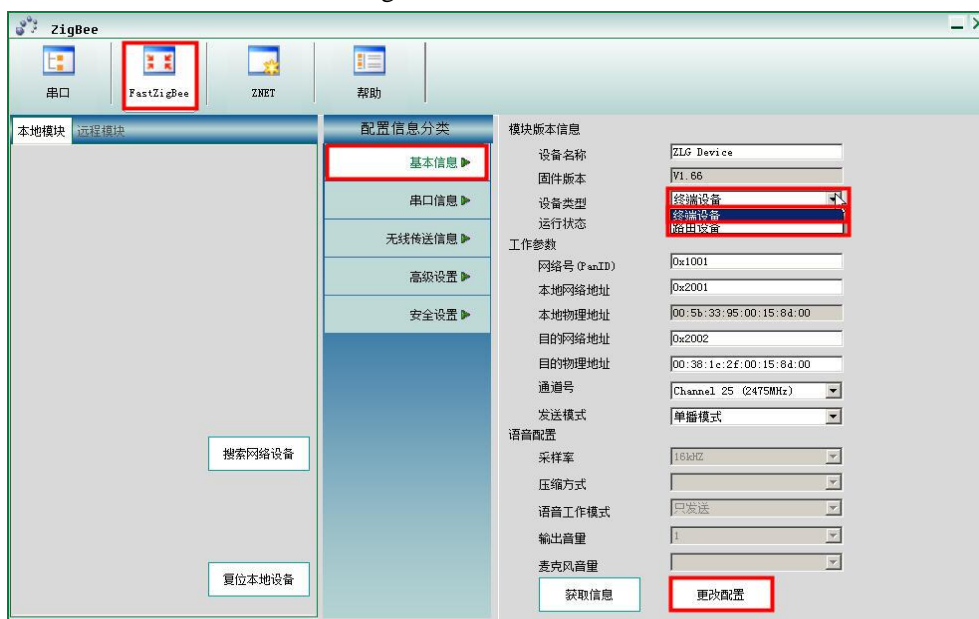 ZigBee
串口 FastZigBee ZNET 帮助
本地模块 远程模块
搜索网络设备
复位本地设备
配置信息分类
基本信息
串口信息
无线传送信息
高级设置
安全设置
模块版本信息
设备名称 ZLG Device
固件版本 V1.66
设备类型 终端设备
终端设备
运行状态 路由设备
工作参数
网络号(PanID) 0x1001
本地网络地址 0x2001
本地物理地址 00:5b:33:95:00:15:8d:00
目的网络地址 0x2002
目的物理地址 00:38:1c:2f:00:15:8d:00
通道号 Channel 25 (2475MHz)
发送模式 单播模式
语音配置
采样率 16kHZ
压缩方式
语音工作模式 只发送
输出音量 1
麦克风音量
获取信息 更改配置